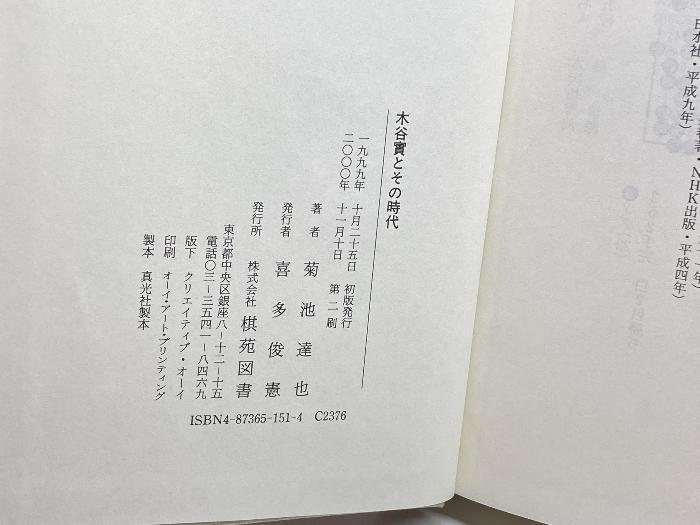 日本社・平成九年)
NHK出版・平成四年)
木谷實とその時代
一九九九年 十月二十五日 初版発行
二〇〇〇年 十一月十日 第二刷
著者 菊池達也
発行者 喜多俊憲
発行所 株式会社 棋苑図書
東京都中央区銀座八−十二−十五
電話〇三−三五四一−八四六九
版下 クリエイティブ・オーイ
印刷 オーイ・アート・プリンティング
製本 真光社製本
ISBN4-87365-151-4 C2376